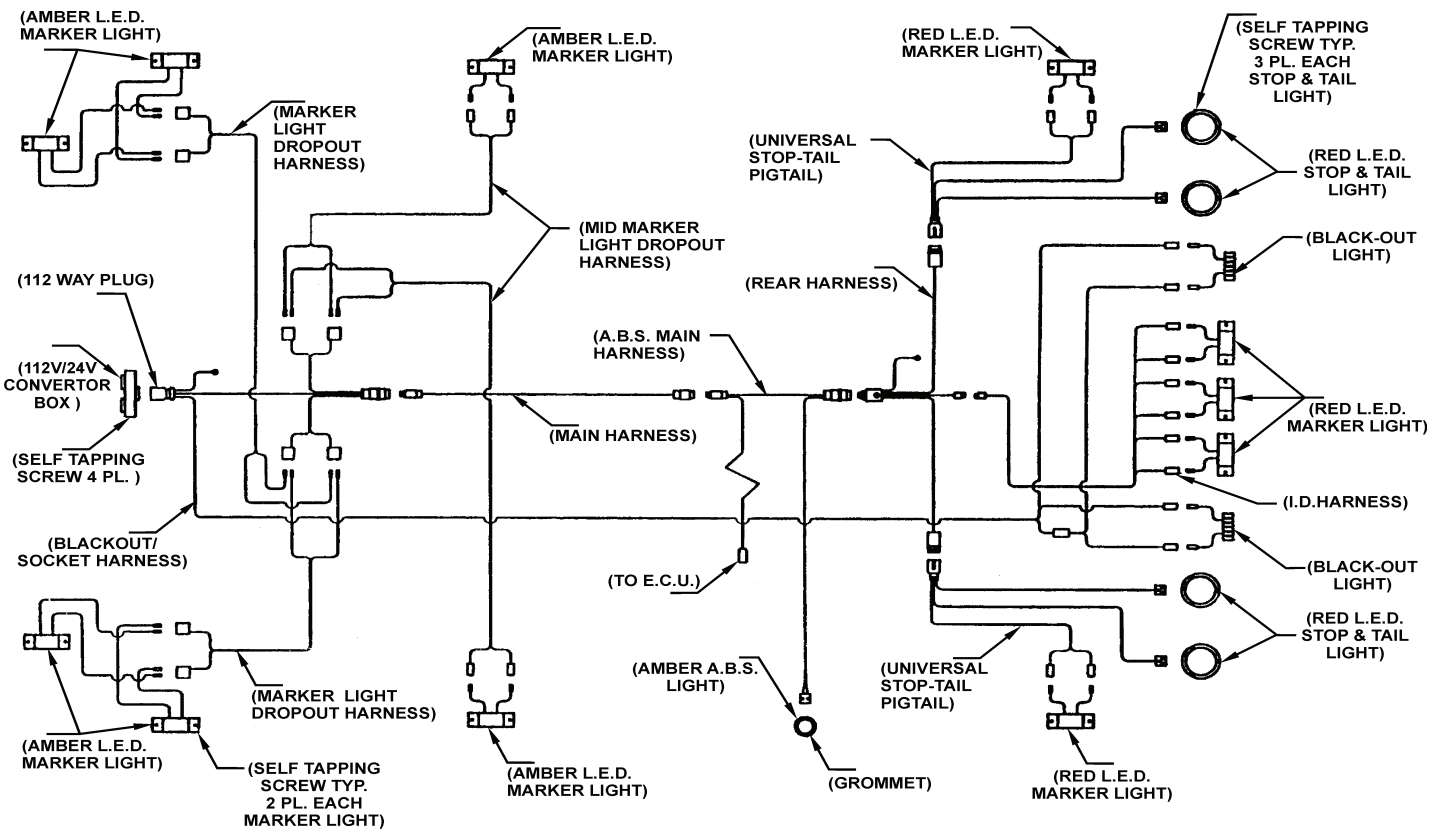 (AMBER L.E.D.
MARKER LIGHT)
(AMBER L.E.D.
MARKER LIGHT)
(RED L.E.D.
MARKER LIGHT)
(SELF TAPPING
SCREW TYP.
3 PL. EACH
STOP & TAIL
LIGHT)
(MARKER
LIGHT
DROPOUT
HARNESS)
(UNIVERSAL
STOP-TAIL
PIGTAIL)
(RED L.E.D.
STOP & TAIL
LIGHT)
(MID MARKER
LIGHT DROPOUT
HARNESS)
(BLACK-OUT
LIGHT)
(112 WAY PLUG)
(REAR HARNESS)
(A.B.S. MAIN
HARNESS)
(112V/24V
CONVERTOR
BOX )
(RED L.E.D.
MARKER LIGHT)
(MAIN HARNESS)
(SELF TAPPING
SCREW 4 PL. )
(I.D.HARNESS)
(BLACKOUT/
SOCKET HARNESS)
(TO E.C.U.)
(BLACK-OUT
LIGHT)
(RED L.E.D.
STOP & TAIL
LIGHT)
(AMBER A.B.S.
LIGHT)
(UNIVERSAL
STOP-TAIL
PIGTAIL)
(MARKER LIGHT
DROPOUT HARNESS)
(AMBER L.E.D.
MARKER LIGHT)
(SELF TAPPING
SCREW TYP.
2 PL. EACH
MARKER LIGHT)
(AMBER L.E.D.
MARKER LIGHT)
(GROMMET)
(RED L.E.D.
MARKER LIGHT)